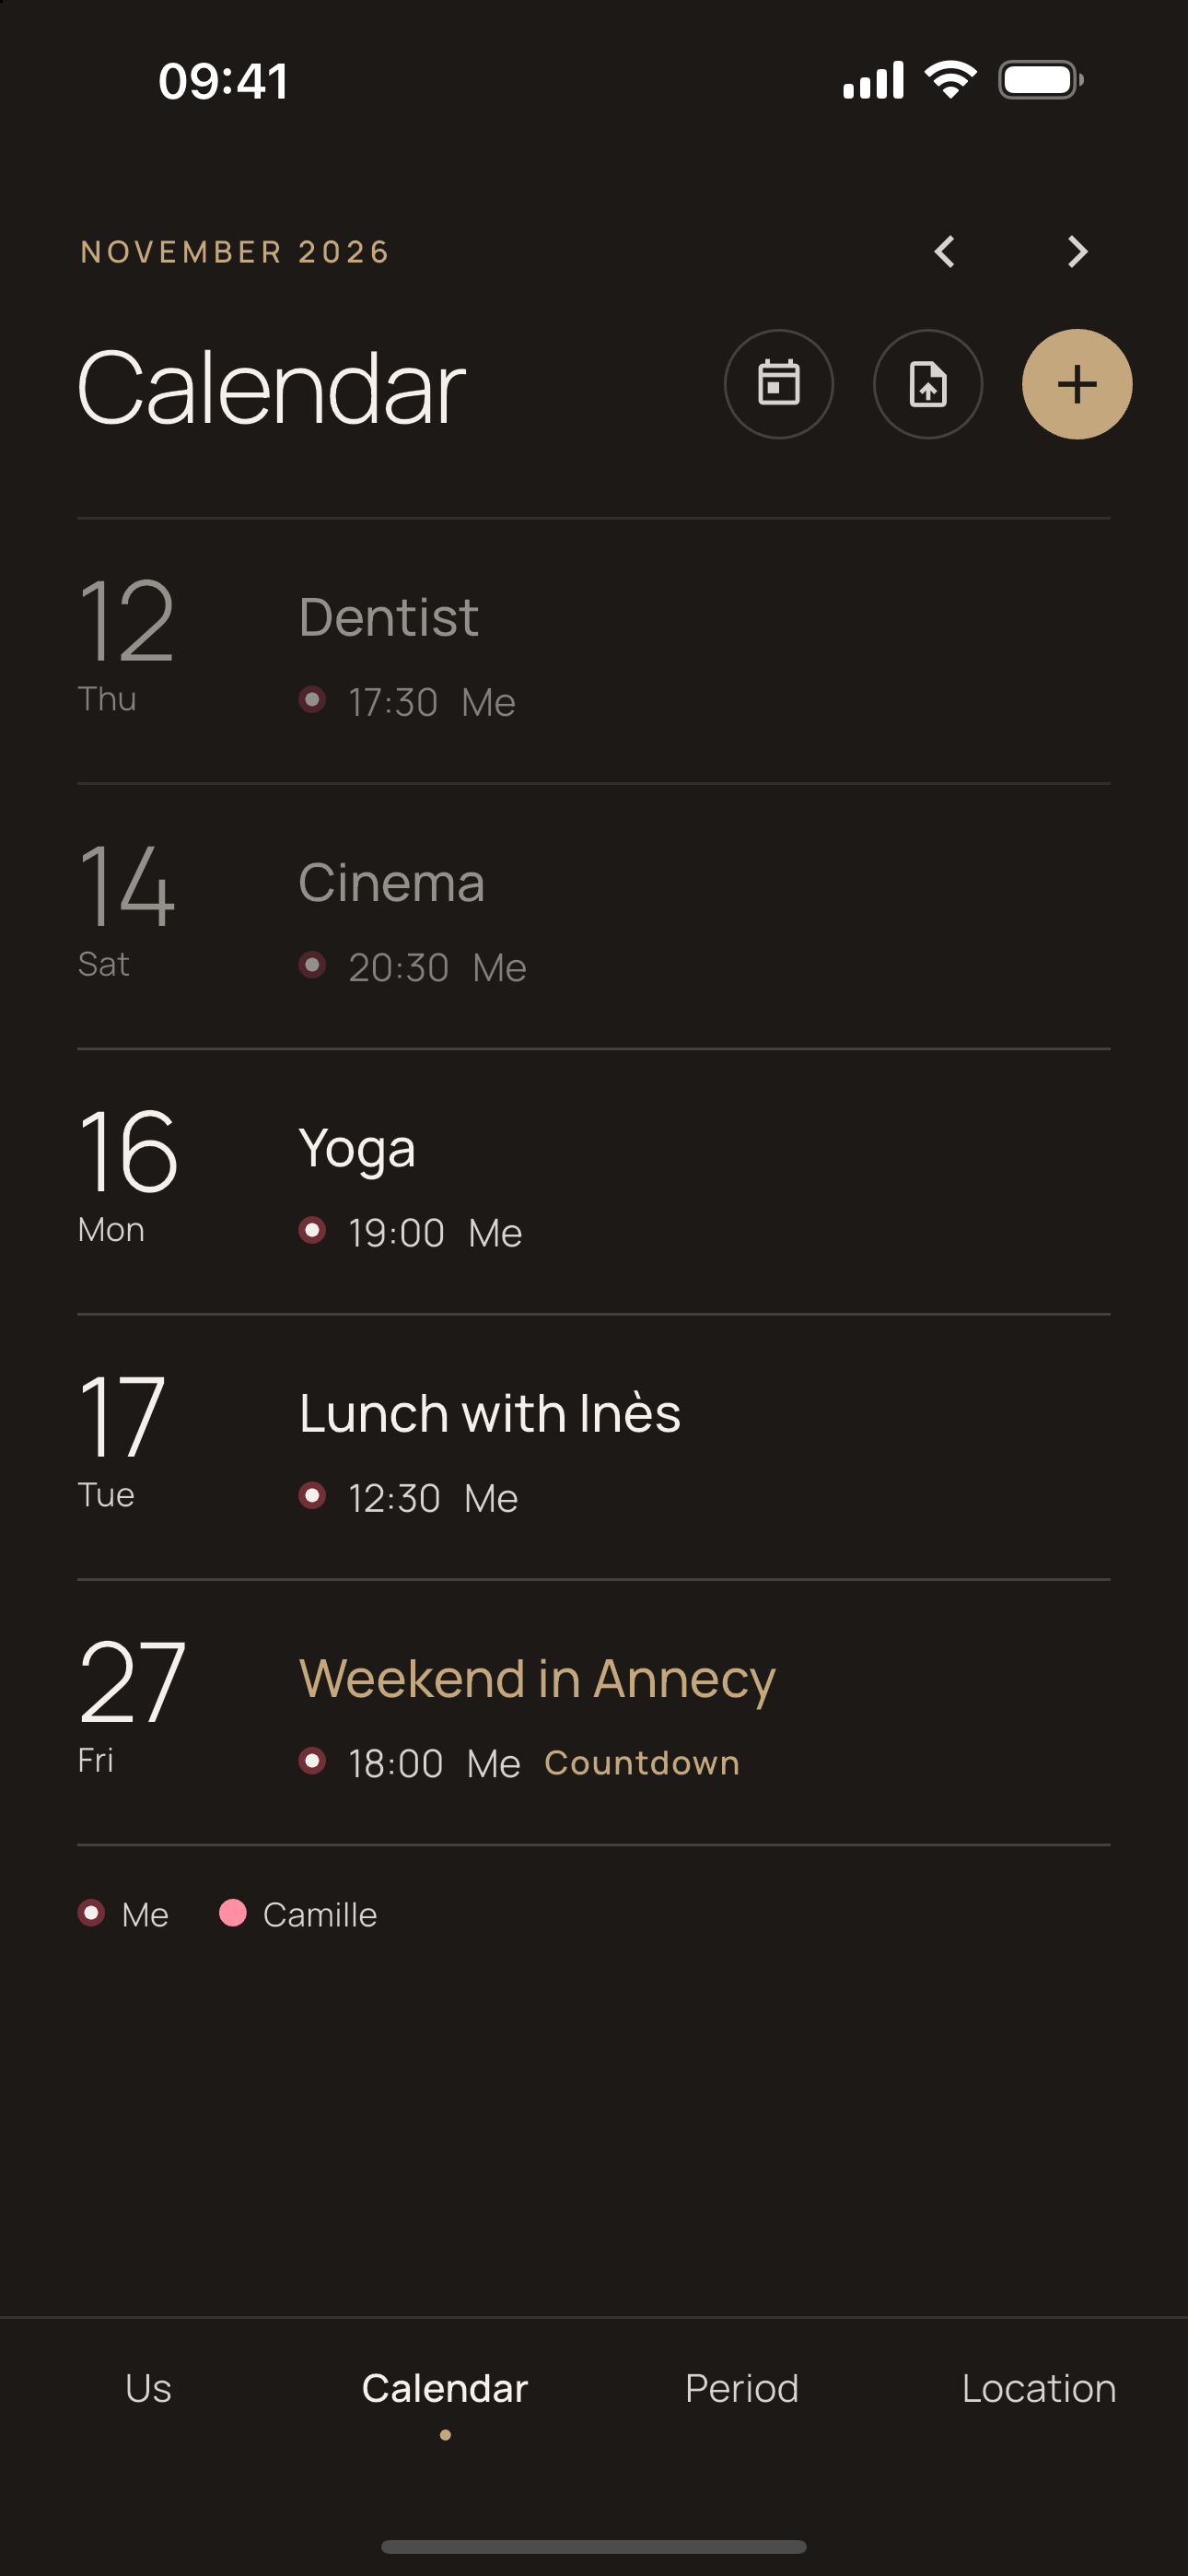 09:41
NOVEMBER 2026
Calendar
12
Thu
Dentist
17:30 Me
14
Sat
Cinema
20:30 Me
16
Mon
Yoga
19:00 Me
17
Tue
Lunch with Inès
12:30 Me
27
Fri
Weekend in Annecy
18:00 Me Countdown
Me Camille
Us Calendar Period Location